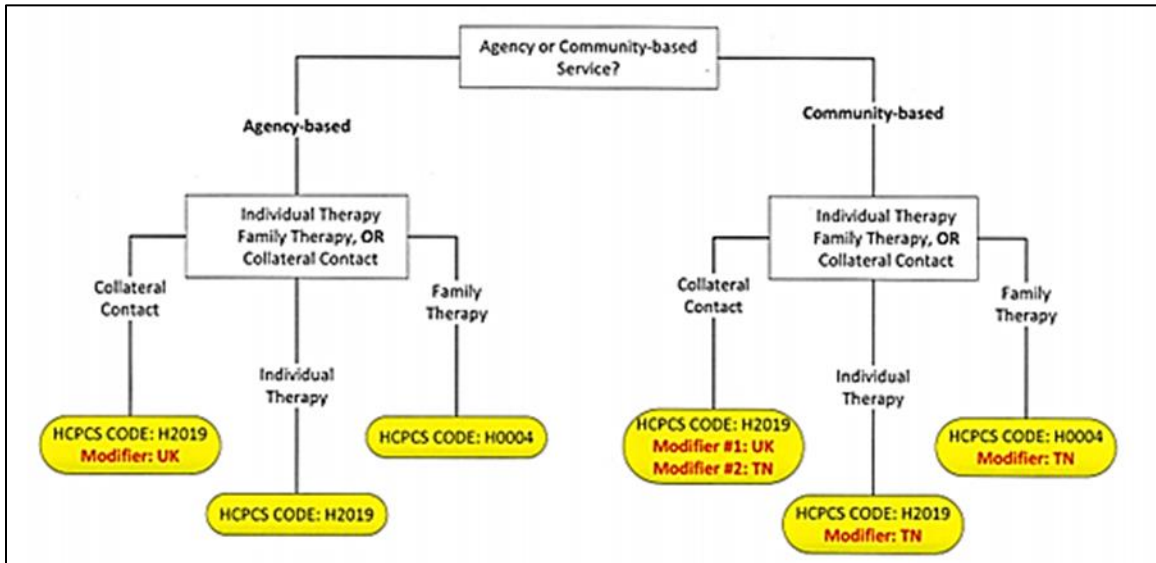 Agency or Community-based
Service?
Agency-based
Community-based
Individual Therapy
Family Therapy, OR
Collateral Contact
Collateral
Contact
Individual
Therapy
Family
Therapy
HCPCS CODE: H2019
Modifier: UK
HCPCS CODE: H2019
HCPCS CODE: H0004
Individual Therapy
Family Therapy, OR
Collateral Contact
Collateral
Contact
Individual
Therapy
Family
Therapy
HCPCS CODE: H2019
Modifier #1: UK
Modifier #2: TN
HCPCS CODE: H2019
Modifier: TN
HCPCS CODE: H0004
Modifier: TN